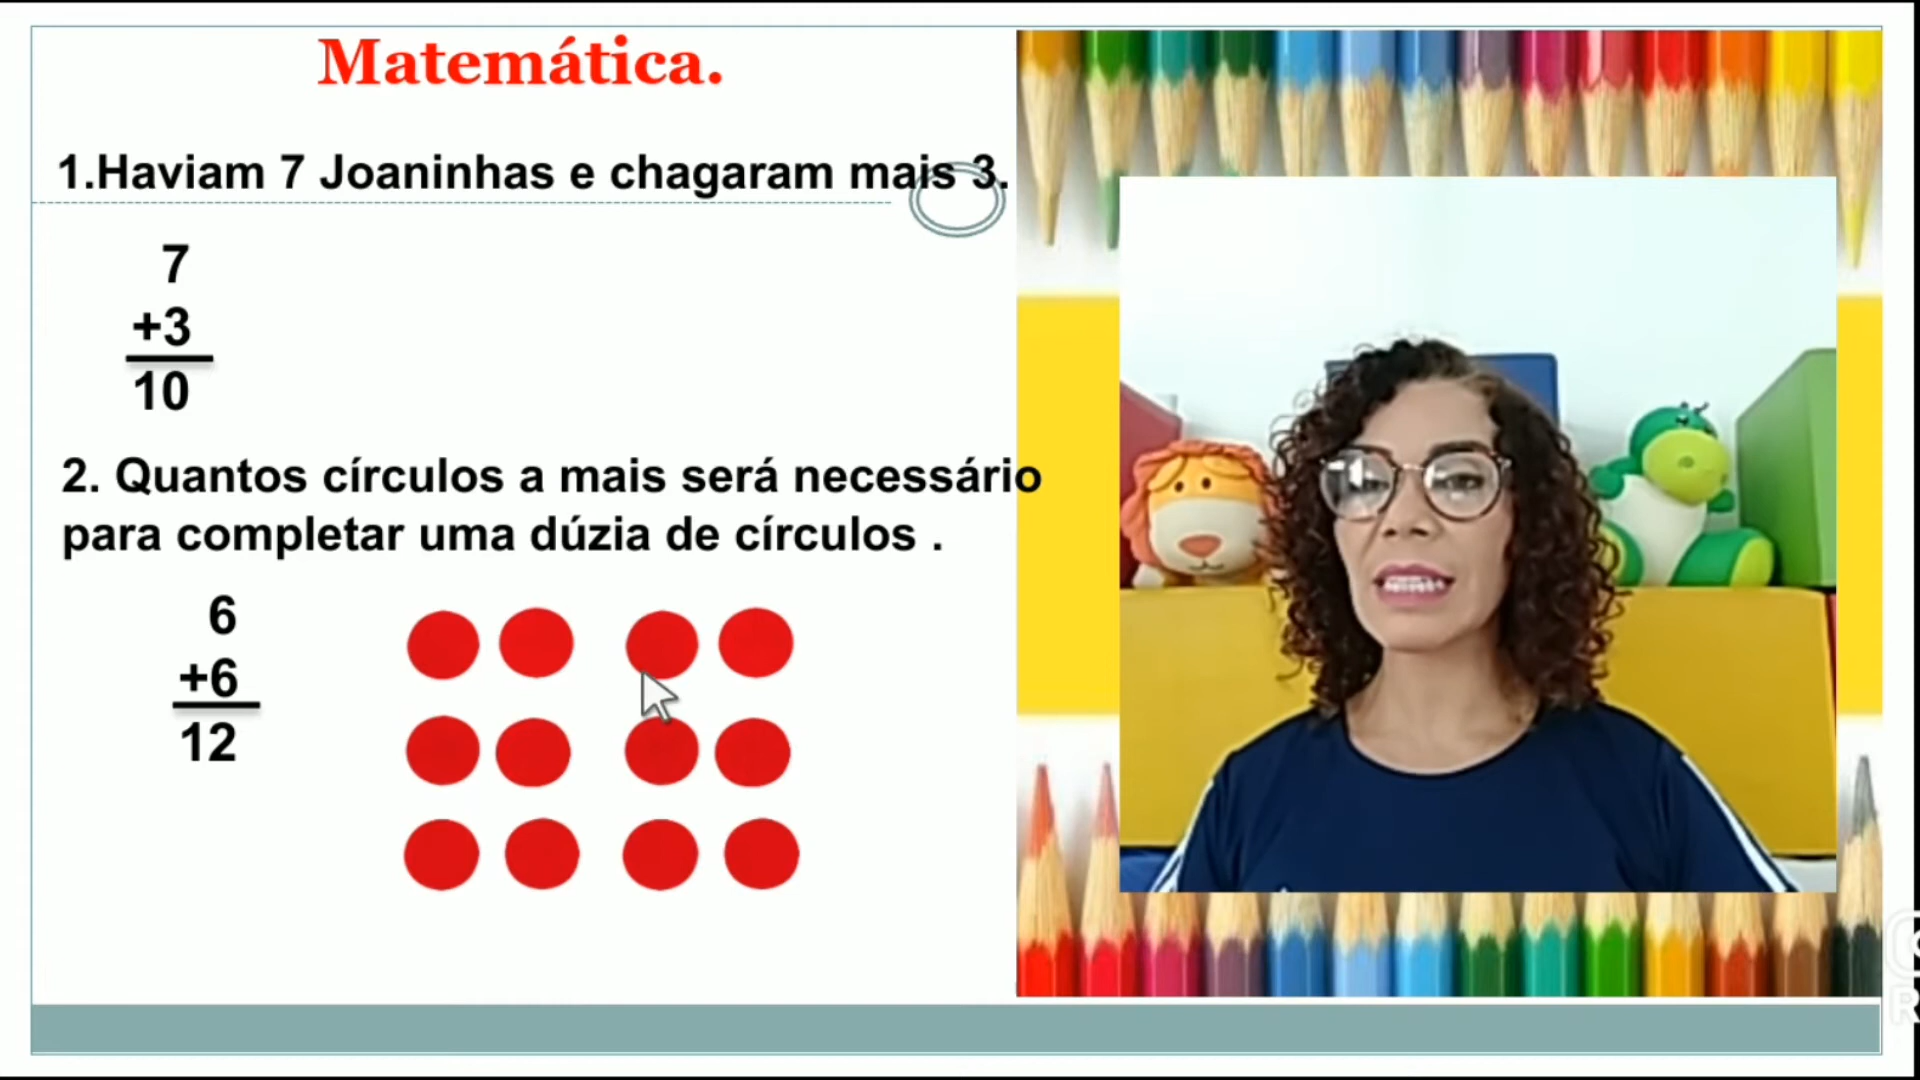 Matemática.
1.Haviam 7 Joaninhas e chagaram mais 3.
7
+3
10
2. Quantos círculos a mais será necessário
para completar uma dúzia de círculos .
6
+6
12